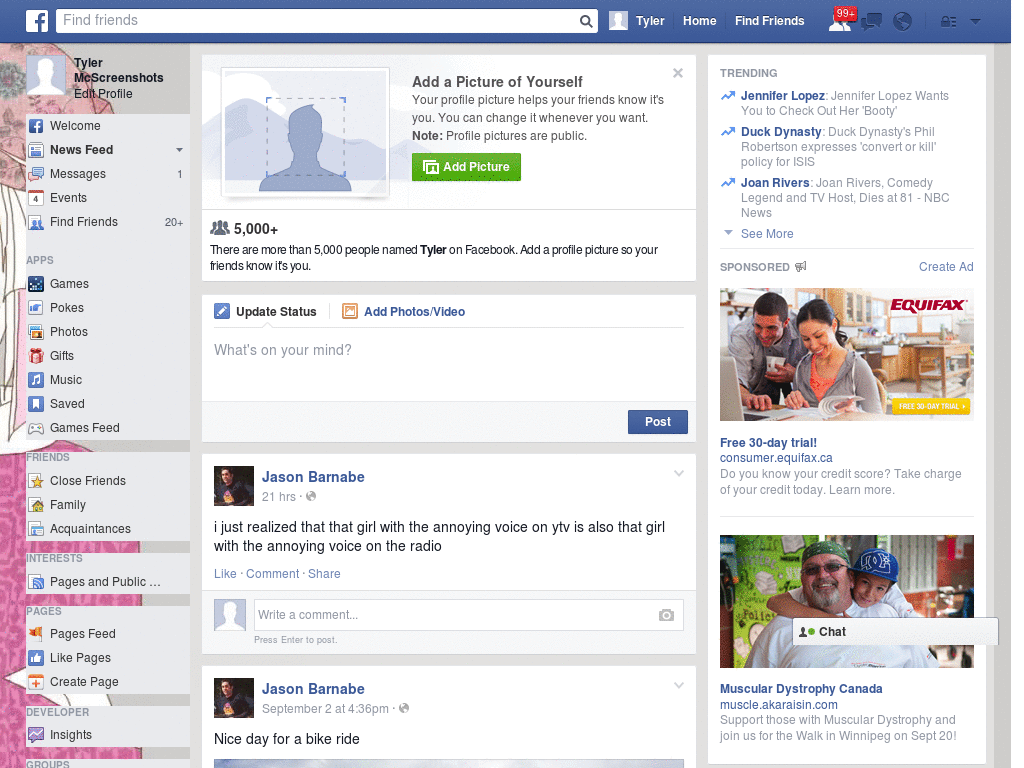 Find friends
Tyler
Home
Find Friends
99+
Tyler
McScreenshots
Edit Profile
Welcome
News Feed
Messages 1
4 Events
Find Friends 20+
APPS
Games
Pokes
Photos
Gifts
Music
Saved
Games Feed
FRIENDS
Close Friends
Family
Acquaintances
INTERESTS
Pages and Public ...
PAGES
Pages Feed
Like Pages
Create Page
DEVELOPER
Insights
GROUPS
Add a Picture of Yourself
Your profile picture helps your friends know it's
you. You can change it whenever you want.
Note: Profile pictures are public.
Add Picture
5,000+
There are more than 5,000 people named Tyler on Facebook. Add a profile picture so your
friends know it's you.
Update Status
Add Photos/Video
What's on your mind?
Post
Jason Barnabe
21 hrs ·
i just realized that that girl with the annoying voice on ytv is also that girl
with the annoying voice on the radio
Like · Comment · Share
Write a comment...
Press Enter to post.
Jason Barnabe
September 2 at 4:36pm ·
Nice day for a bike ride
TRENDING
Jennifer Lopez: Jennifer Lopez Wants
You to Check Out Her 'Booty'
Duck Dynasty: Duck Dynasty's Phil
Robertson expresses 'convert or kill'
policy for ISIS
Joan Rivers: Joan Rivers, Comedy
Legend and TV Host, Dies at 81 - NBC
News
See More
SPONSORED
Create Ad
EQUIFAX
FREE 30-DAY TRIAL
Free 30-day trial!
consumer.equifax.ca
Do you know your credit score? Take charge
of your credit today. Learn more.
Chat
Muscular Dystrophy Canada
muscle.akaraisin.com
Support those with Muscular Dystrophy and
join us for the Walk in Winnipeg on Sept 20!